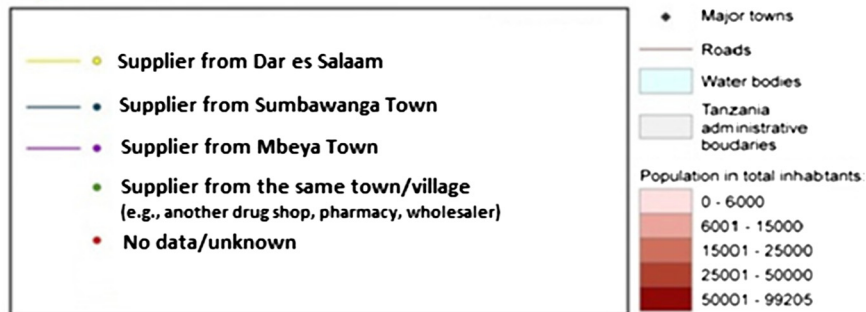 Supplier from Dar es Salaam
Supplier from Sumbawanga Town
Supplier from Mbeya Town
Supplier from the same town/village
(e.g., another drug shop, pharmacy, wholesaler)
No data/unknown
Major towns
Roads
Water bodies
Tanzania
administrative
boudaries
Population in total inhabitants:
0 - 6000
6001 - 15000
15001 - 25000
25001 - 50000
50001 - 99205